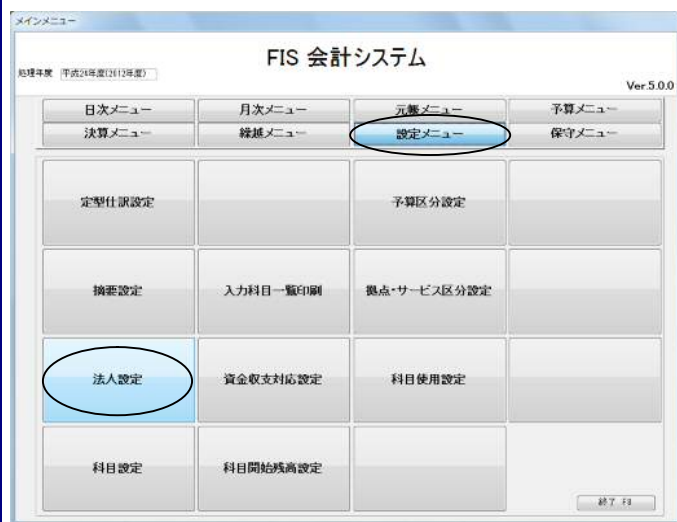 メインメニュー
FIS 会計システム
処理年度 平成24年度(2012年度)
Ver.5.0.0
日次メニュー 月次メニュー 元帳メニュー 予算メニュー
決算メニュー 繰越メニュー 設定メニュー 保守メニュー
定型仕訳設定 予算区分設定
摘要設定 入力科目一覧印刷 拠点・サービス区分設定
法人設定 資金収支対応設定 科目使用設定
科目設定 科目開始残高設定
終了 F8